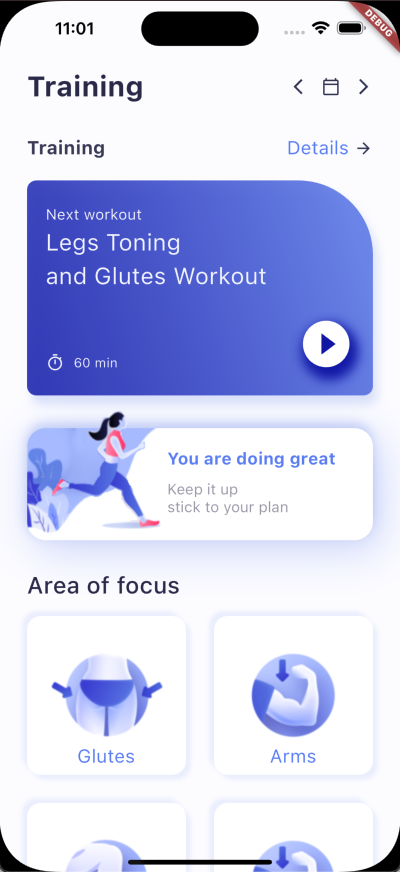 11:01
DEBUG
Training
Training
Details
Next workout
Legs Toning
and Glutes Workout
60 min
You are doing great
Keep it up
stick to your plan
Area of focus
Glutes
Arms